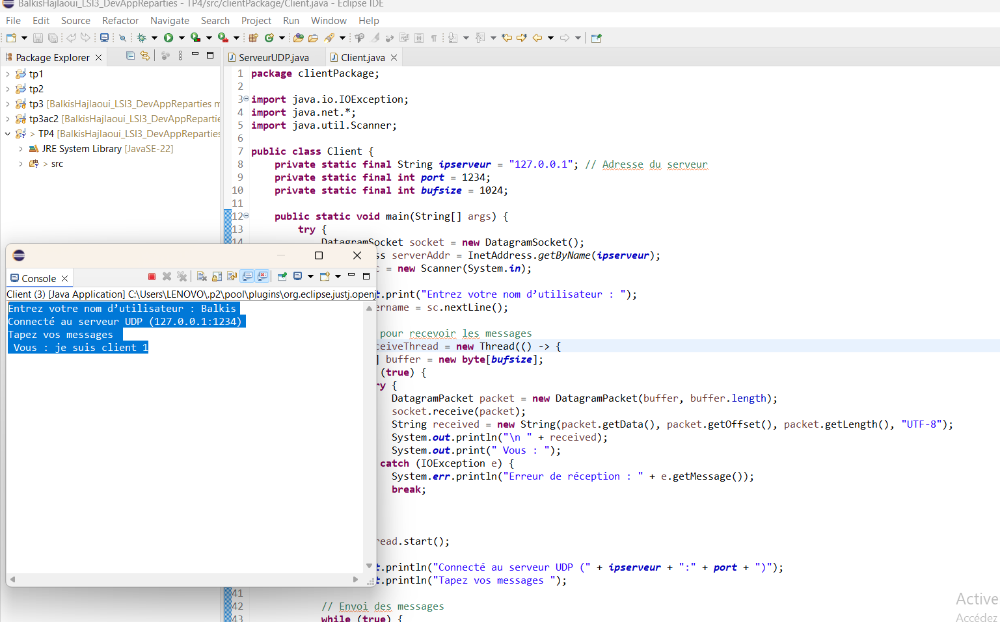 BalkisHajlaoui_LSI3_DevAppReparties - TP4/src/clientPackage/Client.java - Eclipse IDE
File Edit Source Refactor Navigate Search Project Run Window Help
Package Explorer
tp1
tp2
tp3 [BalkisHajlaoui_LSI3_DevAppReparties m
tp3ac2 [BalkisHajlaoui_LSI3_DevAppRepartie
> TP4 [BalkisHajlaoui_LSI3_DevAppReparties
JRE System Library [JavaSE-22]
> src
ServeurUDP.java Client.java
1 package clientPackage;
2
3 import java.io.IOException;
4 import java.net.*;
5 import java.util.Scanner;
6
7 public class Client {
8 private static final String ipserveur = "127.0.0.1"; // Adresse du serveur
9 private static final int port = 1234;
10 private static final int bufsize = 1024;
11
12 public static void main(String[] args) {
13 try {
14 DatagramSocket socket = new DatagramSocket();
ss serverAddr = InetAddress.getByName(ipserveur);
= new Scanner(System.in);
t.print("Entrez votre nom d’utilisateur : ");
ername = sc.nextLine();
pour recevoir les messages
ceiveThread = new Thread(() -> {
] buffer = new byte[bufsize];
(true) {
ry {
DatagramPacket packet = new DatagramPacket(buffer, buffer.length);
socket.receive(packet);
String received = new String(packet.getData(), packet.getOffset(), packet.getLength(), "UTF-8");
System.out.println("\n " + received);
System.out.print(" Vous : ");
catch (IOException e) {
System.err.println("Erreur de réception : " + e.getMessage());
break;
read.start();
t.println("Connecté au serveur UDP (" + ipserveur + ":" + port + ")");
t.println("Tapez vos messages ");
41
42 // Envoi des messages
43 while (true) {
Console
Client (3) [Java Application] C:\Users\LENOVO\.p2\pool\plugins\org.eclipse.justj.openj
Entrez votre nom d’utilisateur : Balkis
Connecté au serveur UDP (127.0.0.1:1234)
Tapez vos messages
Vous : je suis client 1
Active
Accédez